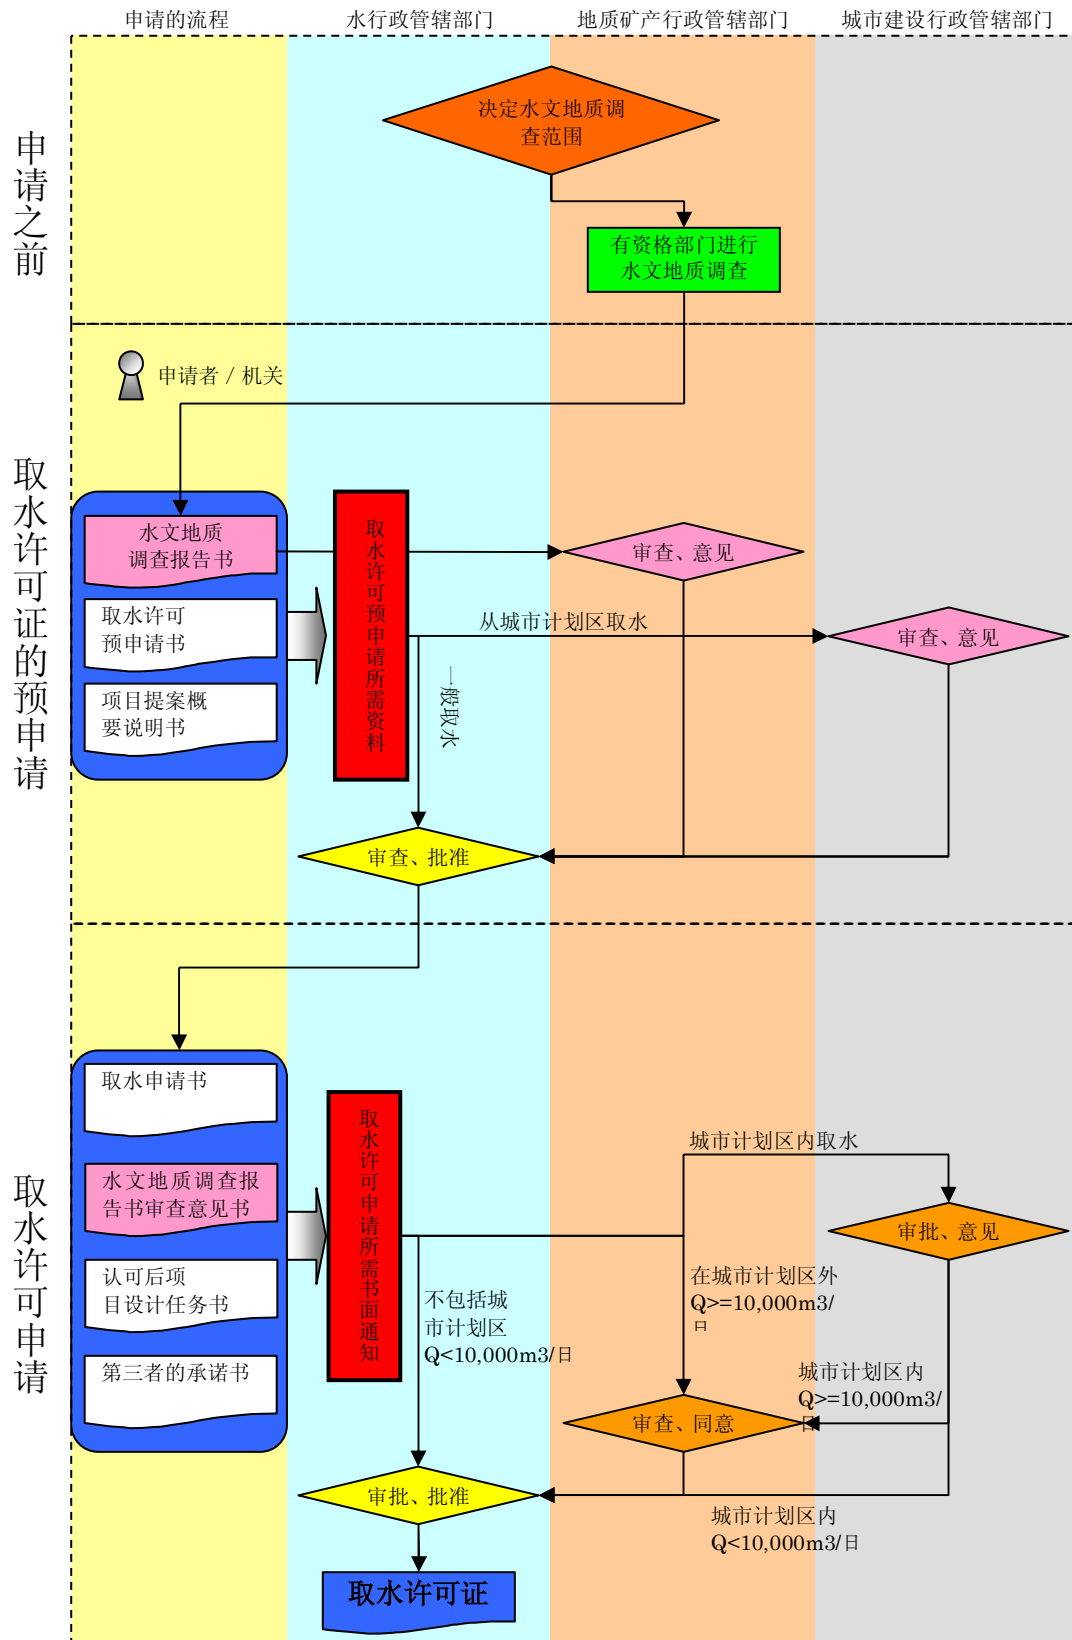 申请的流程
水行政管辖部门
地质矿产行政管辖部门
城市建设行政管辖部门
申请之前
决定水文地质调
查范围
有资格部门进行
水文地质调查
取水许可证的预申请
申请者 / 机关
水文地质
调查报告书
取水许可
预申请书
项目提案概
要说明书
取水许可预申请所需资料
审查、意见
从城市计划区取水
审查、意见
一般取水
审查、批准
取水许可申请
取水申请书
水文地质调查报
告书审查意见书
认可后项
目设计任务书
第三者的承诺书
取水许可申请所需书面通知
城市计划区内取水
审批、意见
在城市计划区外
Q>=10,000m3/
日
不包括城
市计划区
Q<10,000m3/日
城市计划区内
Q>=10,000m3/
日
审查、同意
审批、批准
城市计划区内
Q<10,000m3/日
取水许可证